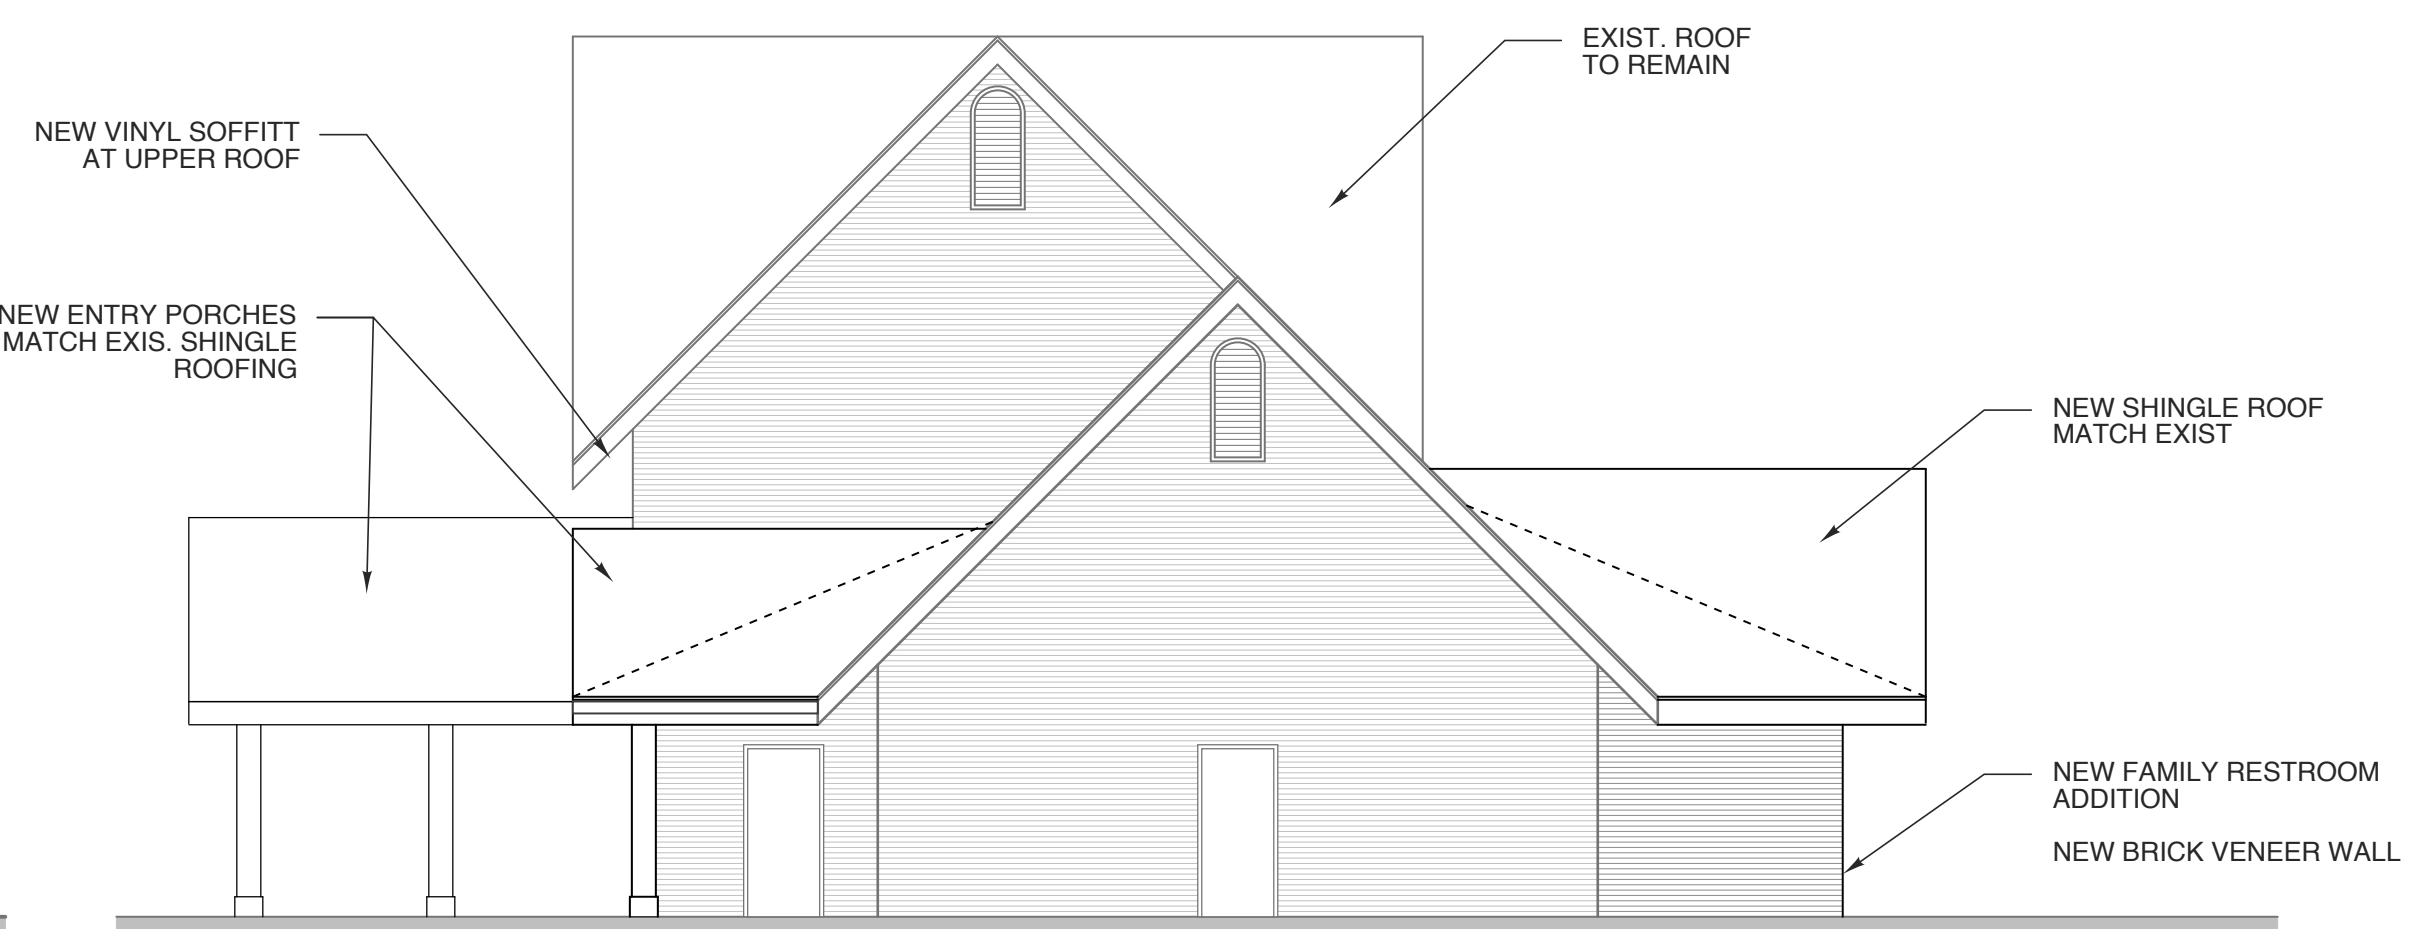 EXIST. ROOF
TO REMAIN
NEW VINYL SOFFITT
AT UPPER ROOF
NEW ENTRY PORCHES
MATCH EXIS. SHINGLE
ROOFING
NEW SHINGLE ROOF
MATCH EXIST
NEW FAMILY RESTROOM
ADDITION
NEW BRICK VENEER WALL